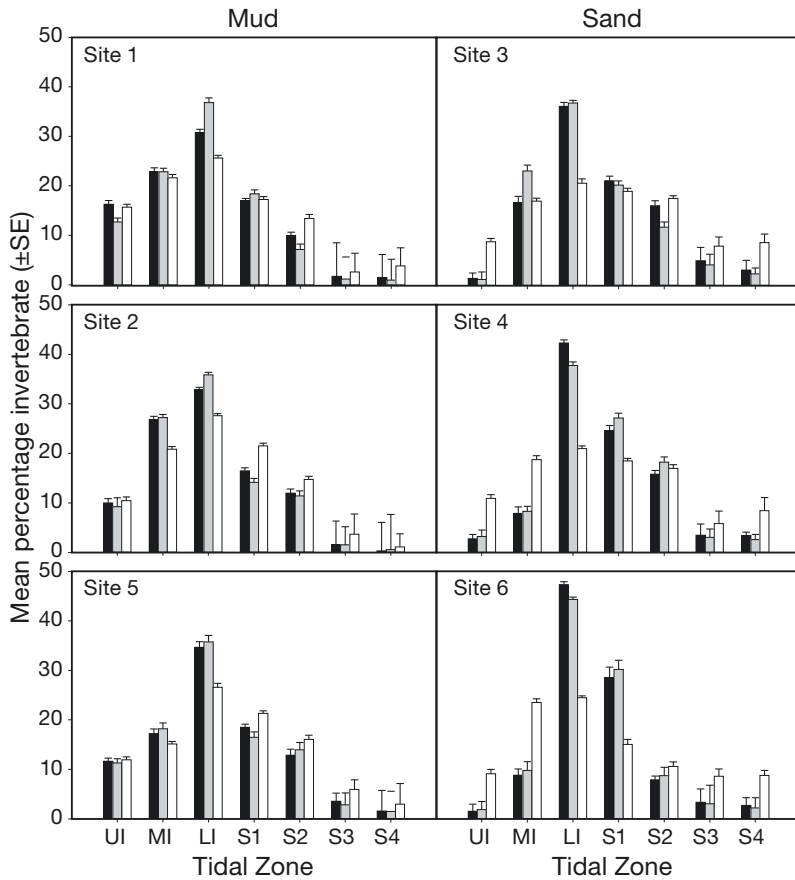 Mud Sand
Mean percentage invertebrate (±SE)
50
40
30
20
10
0
Site 1
Site 3
40
30
20
10
0
Site 2
Site 4
50
40
30
20
10
0
Site 5
Site 6
UI MI LI S1 S2 S3 S4 UI MI LI S1 S2 S3 S4
Tidal Zone Tidal Zone